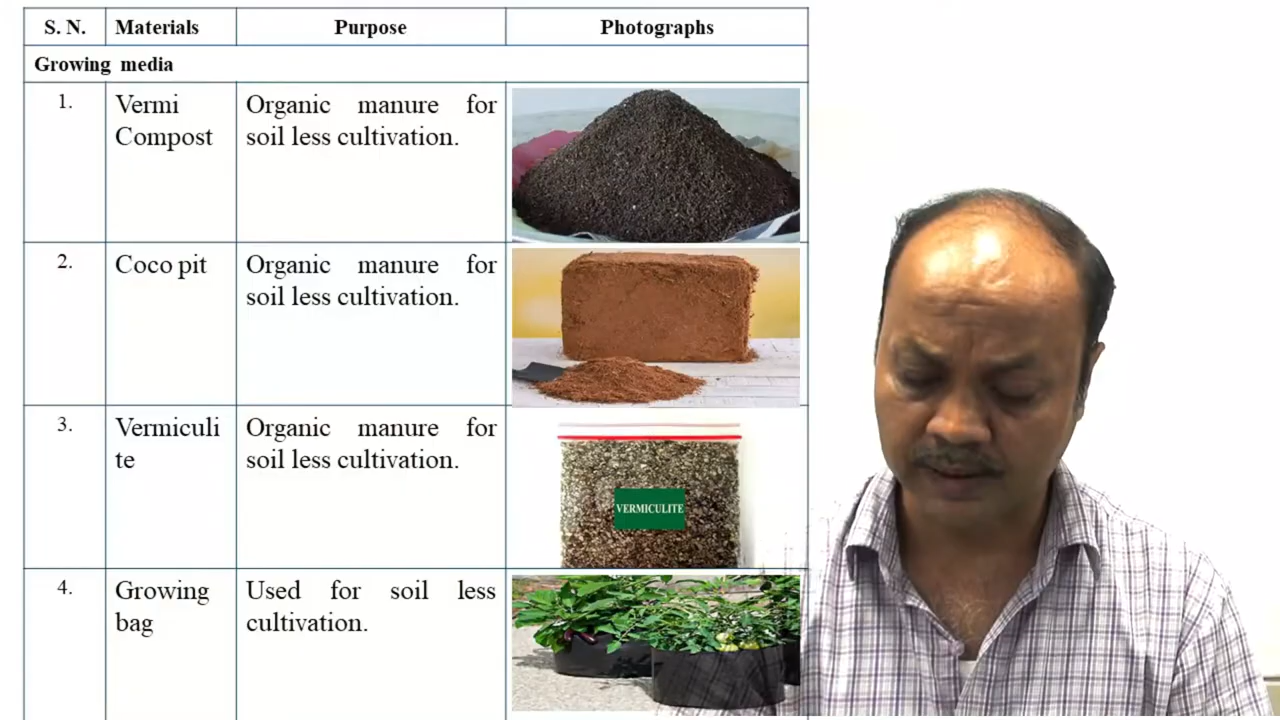 S. N. Materials Purpose Photographs
Growing media
1. Vermi Organic manure for
Compost soil less cultivation.
2. Coco pit Organic manure for
soil less cultivation.
3. Vermiculi Organic manure for
te soil less cultivation.
VERMICULITE
4. Growing Used for soil less
bag cultivation.